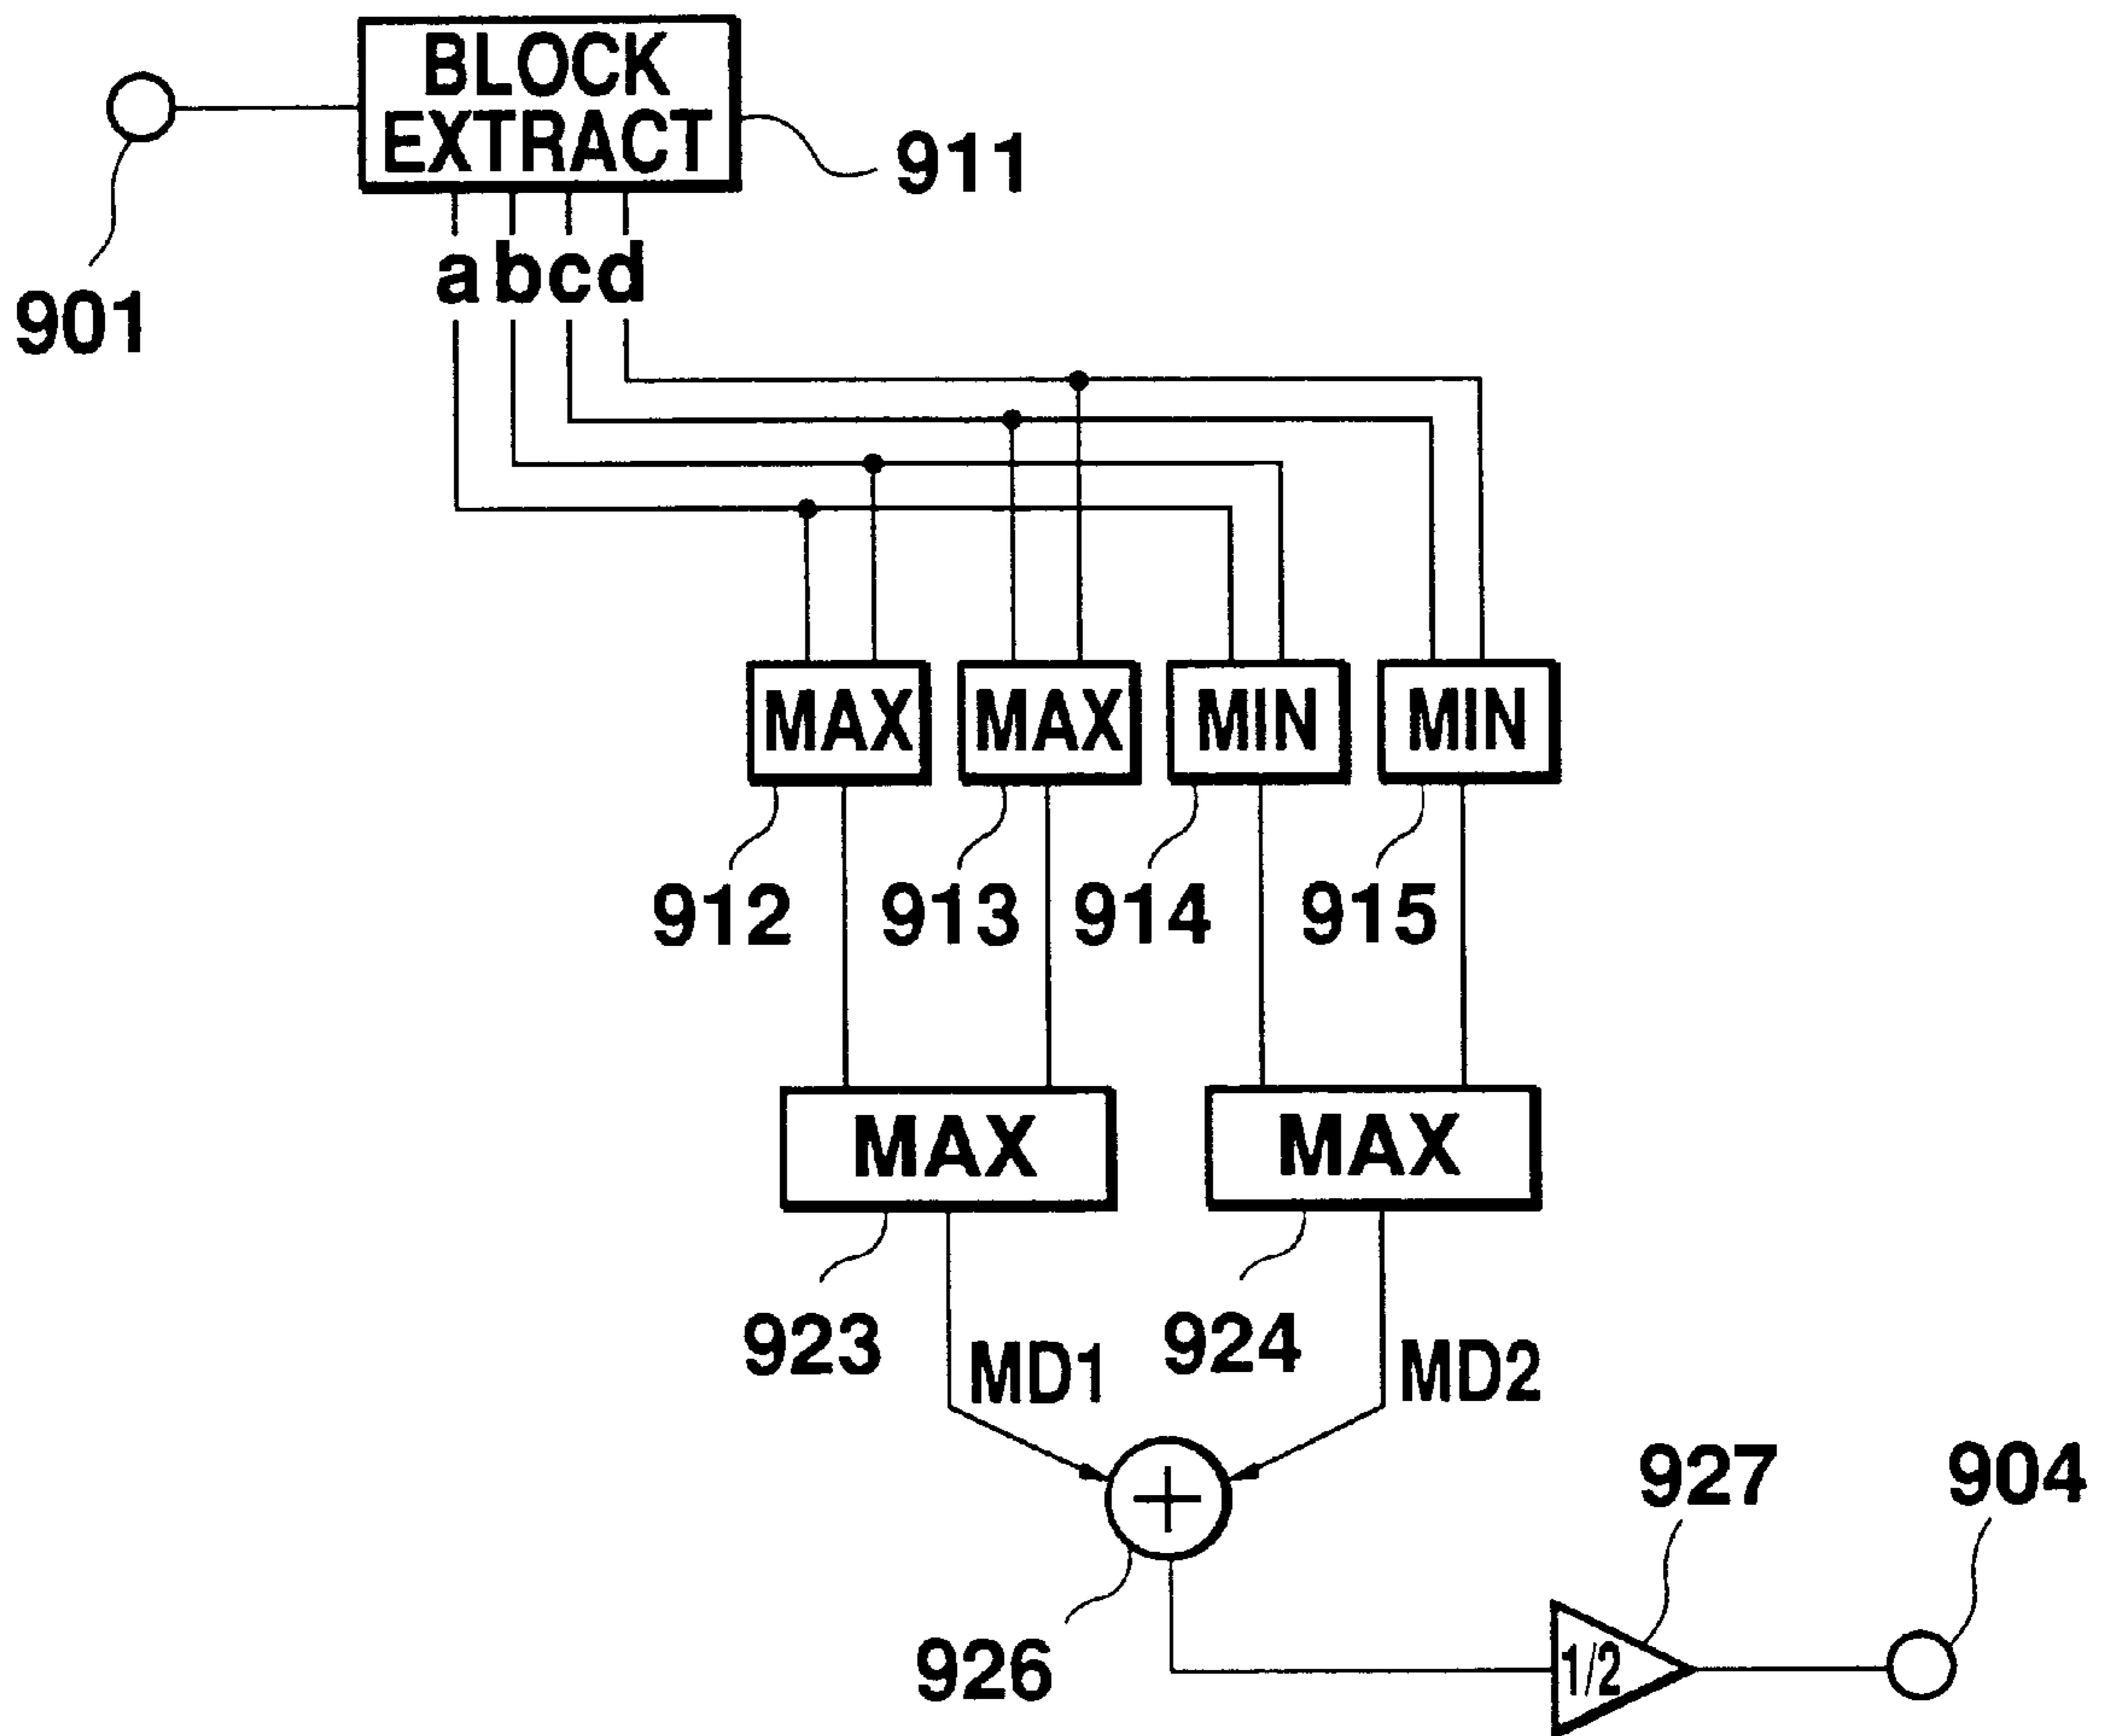 BLOCK
EXTRACT
911
901
a b c d
MAX MAX MIN MIN
912 913 914 915
MAX MAX
923 924
MD1 MD2
927 904
926
1/2